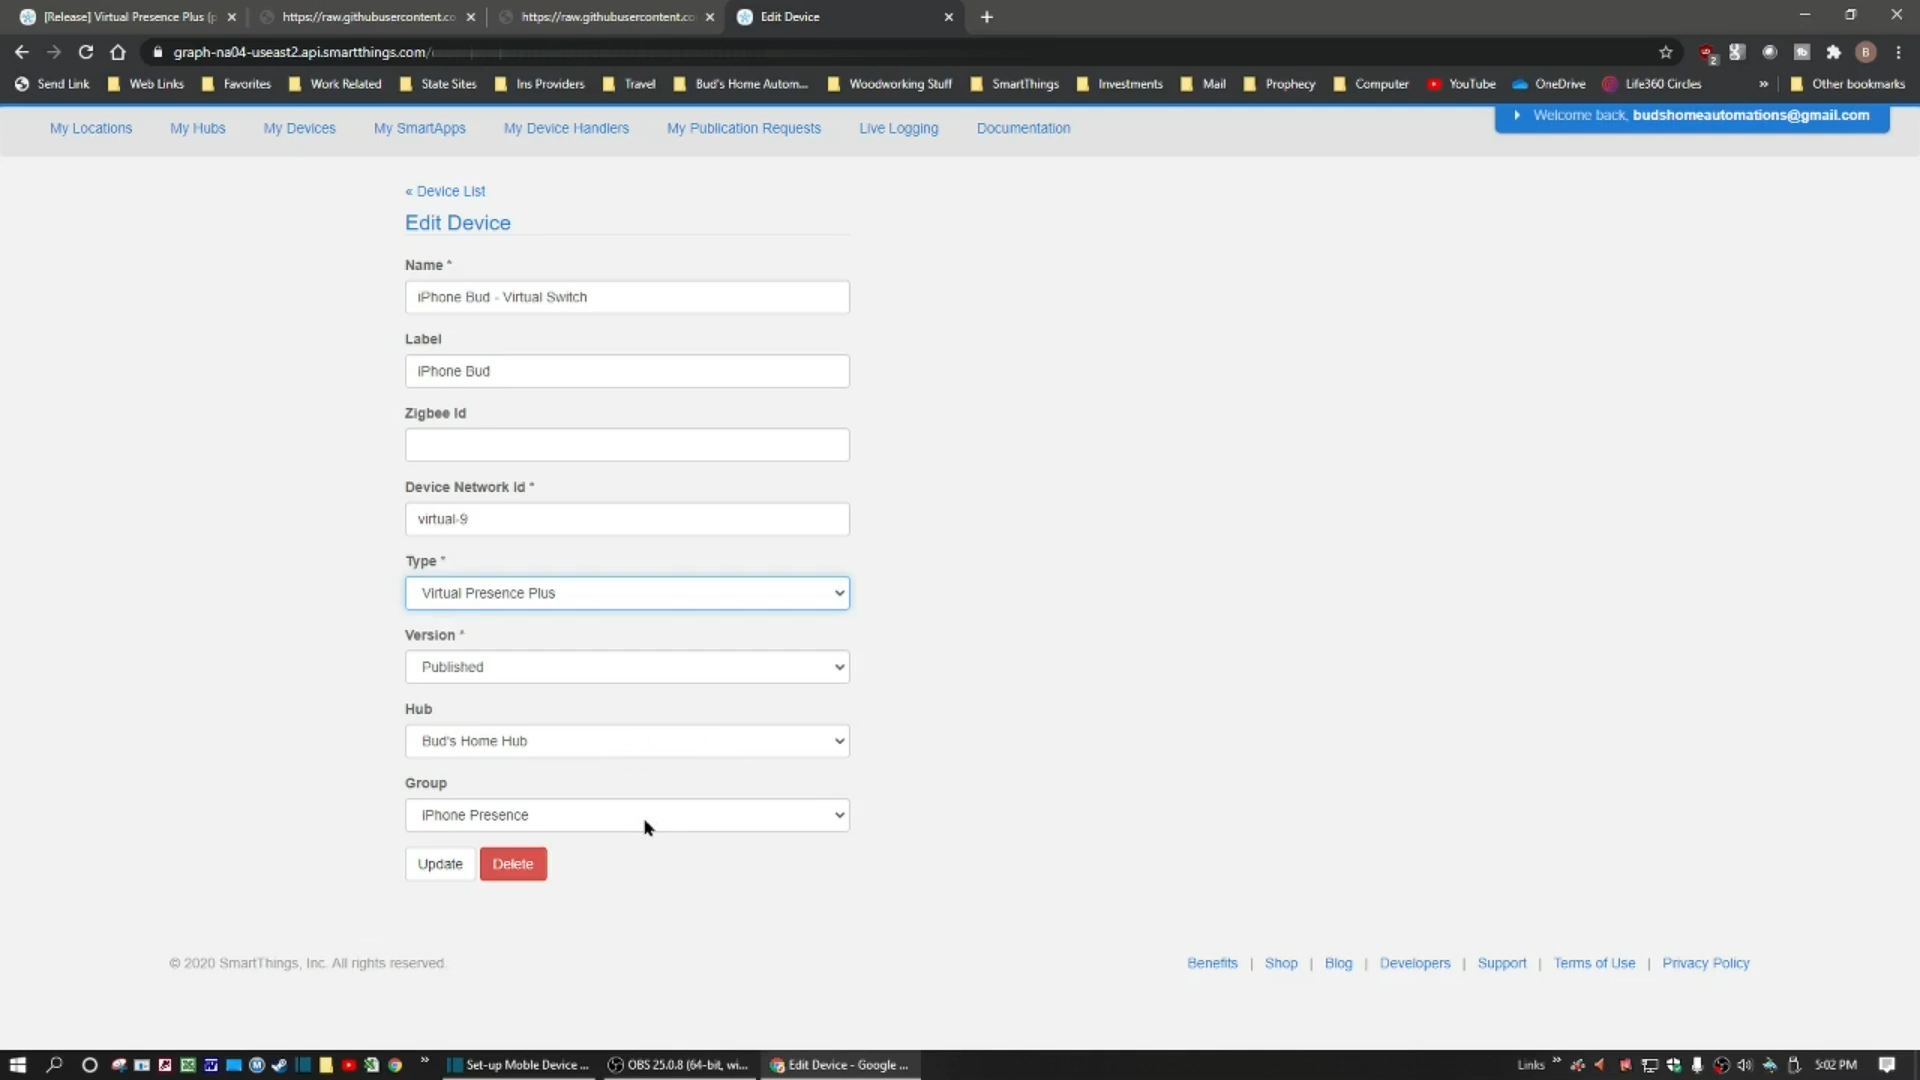 [Release] Virtual Presence Plus (p
https://raw.githubusercontent.co
https://raw.githubusercontent.co
Edit Device
graph-na04-useast2.api.smartthings.com/
2
B
Send Link
Web Links
Favorites
Work Related
State Sites
Ins Providers
Travel
Bud's Home Autom...
Woodworking Stuff
SmartThings
Investments
Mail
Prophecy
Computer
YouTube
OneDrive
Life360 Circles
»
Other bookmarks
My Locations
My Hubs
My Devices
My SmartApps
My Device Handlers
My Publication Requests
Live Logging
Documentation
Welcome back, budshomeautomations@gmail.com
« Device List
Edit Device
Name *
iPhone Bud - Virtual Switch
Label
iPhone Bud
Zigbee Id
Device Network Id *
virtual-9
Type *
Virtual Presence Plus
Version *
Published
Hub
Bud's Home Hub
Group
iPhone Presence
Update
Delete
© 2020 SmartThings, Inc. All rights reserved.
Benefits | Shop | Blog | Developers | Support | Terms of Use | Privacy Policy
»
Set-up Moble Device ...
OBS 25.0.8 (64-bit, wi...
Edit Device - Google ...
Links
»
5:02 PM